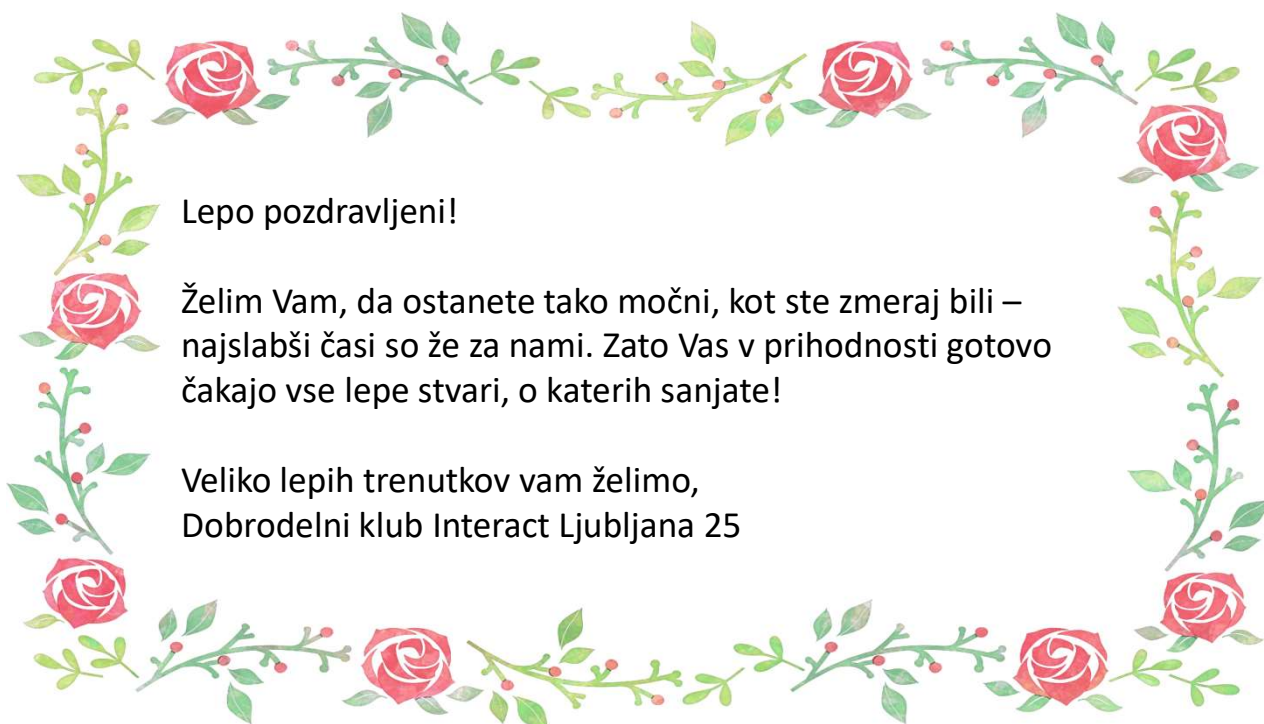 Lepo pozdravljeni!
Želim Vam, da ostanete tako močni, kot ste zmeraj bili –
najslabši časi so že za nami. Zato Vas v prihodnosti gotovo
čakajo vse lepe stvari, o katerih sanjate!
Veliko lepih trenutkov vam želimo,
Dobrodelni klub Interact Ljubljana 25